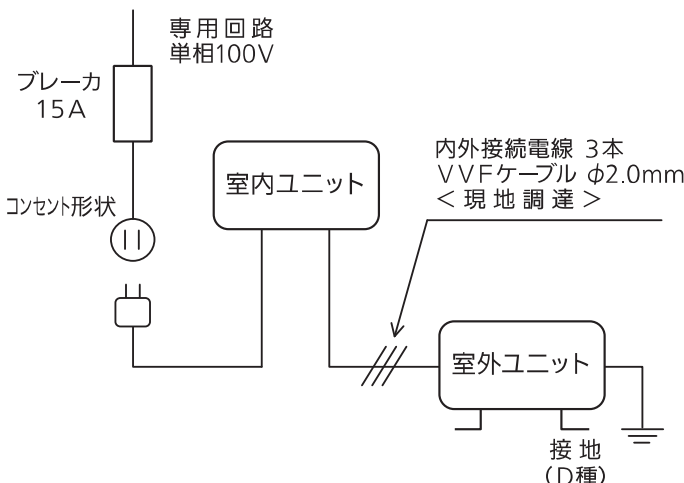 専用回路
単相100V
ブレーカ
15A
コンセント形状
室内ユニット
内外接続電線 3本
VVFケーブル φ2.0mm
<現地調達>
室外ユニット
接地
(D種)